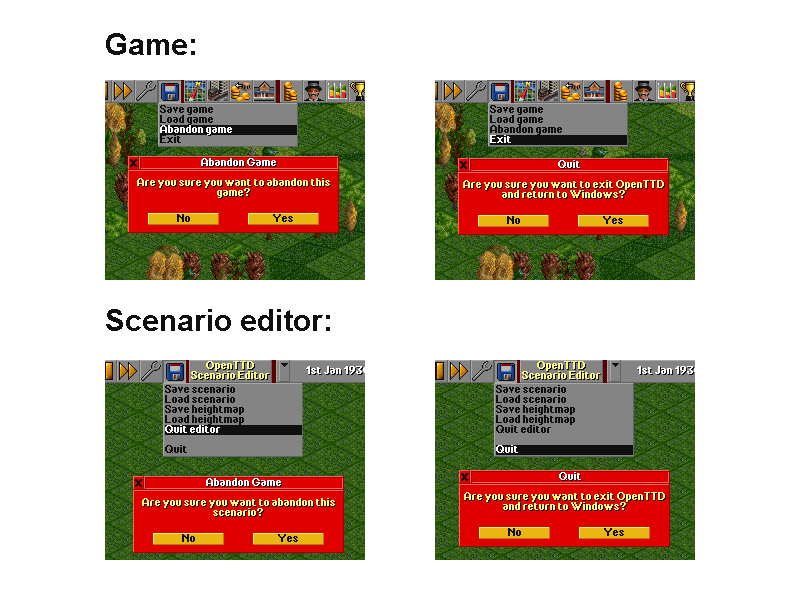 Game:
Save game
Load game
Abandon game
Exit
X Abandon Game
Are you sure you want to abandon this
game?
No Yes
Save game
Load game
Abandon game
Exit
X Quit
Are you sure you want to exit OpenTTD
and return to Windows?
No Yes
Scenario editor:
OpenTTD
Scenario Editor
1st Jan 193
Save scenario
Load scenario
Save heightmap
Load heightmap
Quit editor
Quit
X Abandon Game
Are you sure you want to abandon this
scenario?
No Yes
OpenTTD
Scenario Editor
1st Jan 193
Save scenario
Load scenario
Save heightmap
Load heightmap
Quit editor
Quit
X Quit
Are you sure you want to exit OpenTTD
and return to Windows?
No Yes